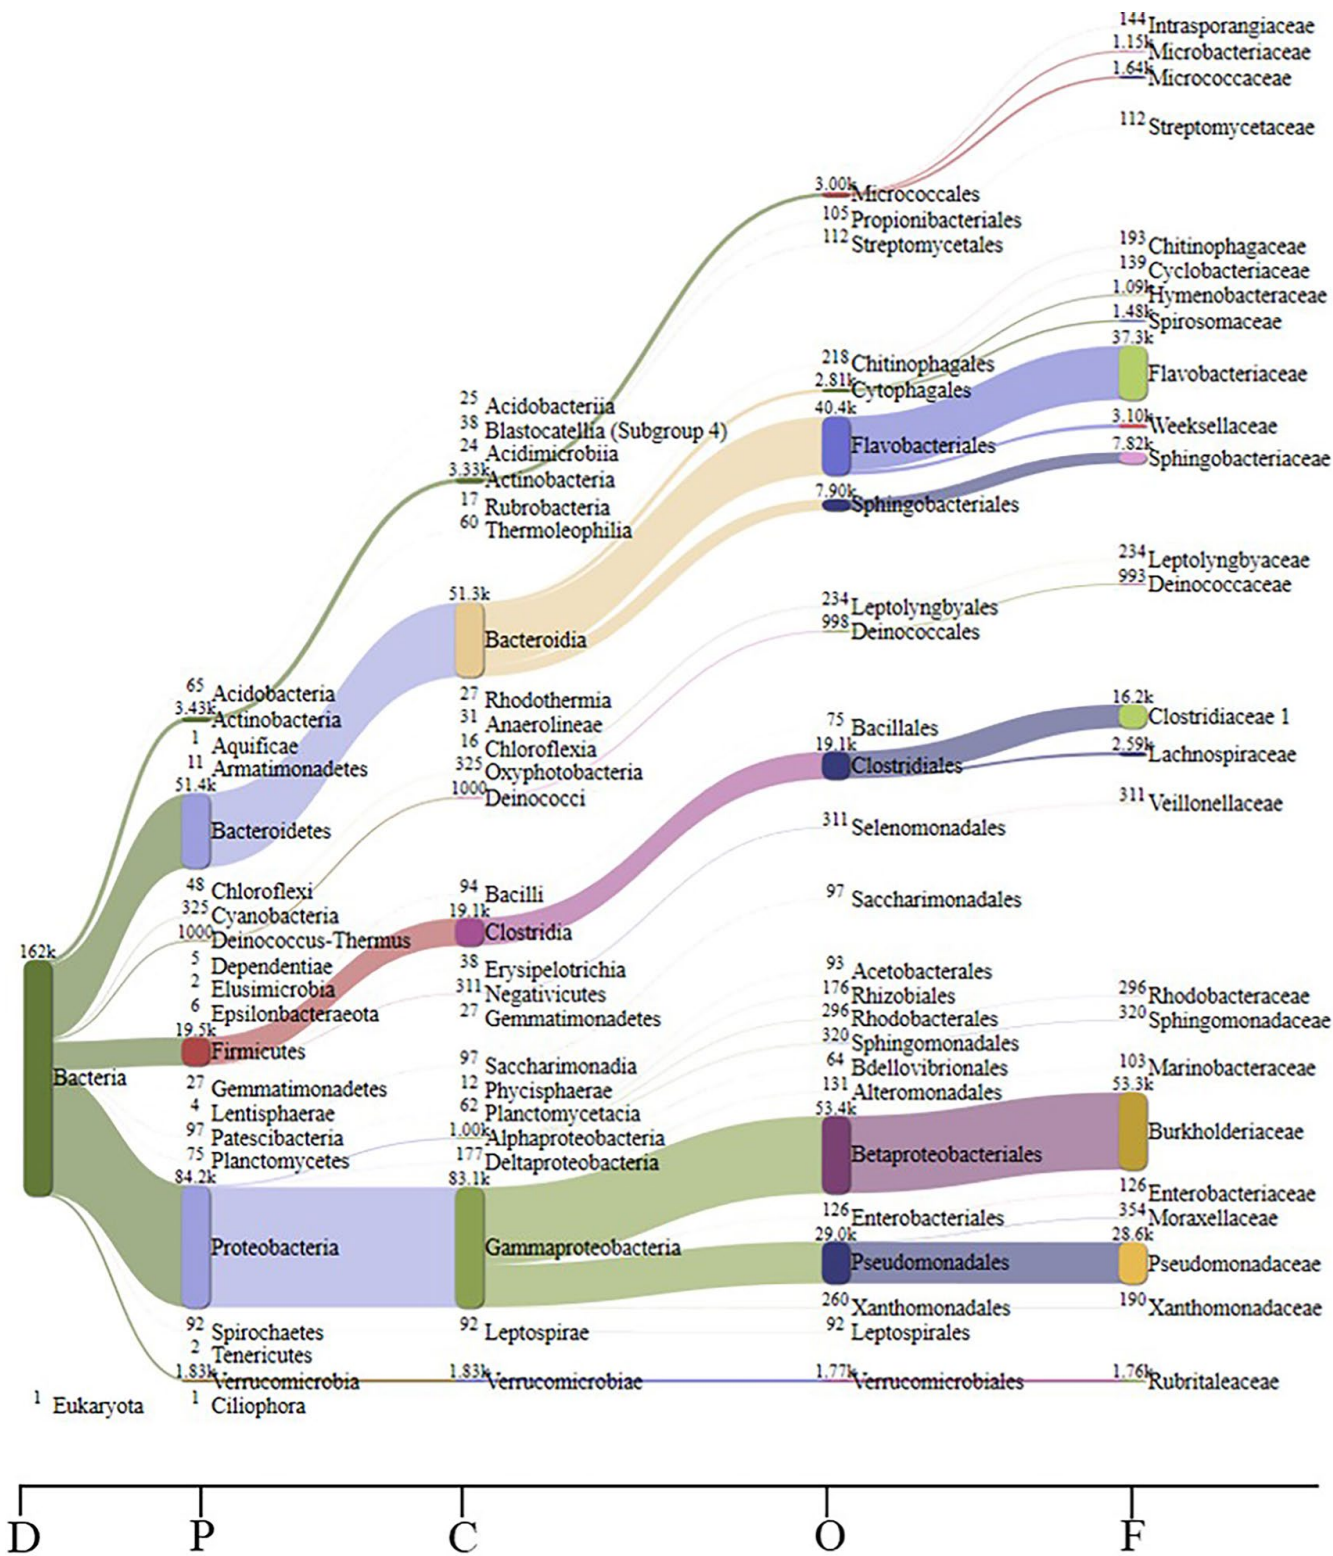 144 Intrasporangiaceae
1.15k Microbacteriaceae
1.64k Micrococcaceae
112 Streptomycetaceae
3.00k Micrococcales
105 Propionibacteriales
112 Streptomycetales
193 Chitinophagaceae
139 Cyclobacteriaceae
1.09k Hymenobacteraceae
1.48k Spirosomaceae
37.3k Flavobacteriaceae
218 Chitinophagales
2.81k Cytophagales
40.4k Flavobacteriales
3.10k Weeksellaceae
7.82k Sphingobacteriaceae
7.90k Sphingobacteriales
25 Acidobacteriia
38 Blastocatellia (Subgroup 4)
24 Acidimicrobiia
3.33k Actinobacteria
17 Rubrobacteria
60 Thermoleophilia
51.3k Bacteroidia
234 Leptolyngbyaceae
993 Deinococcaceae
234 Leptolyngbyales
998 Deinococcales
65 Acidobacteria
3.43k Actinobacteria
1 Aquificae
11 Armatimonadetes
51.4k Bacteroidetes
27 Rhodothermia
31 Anaerolineae
16 Chloroflexia
325 Oxyphotobacteria
1000 Deinococci
75 Bacillales
19.1k Clostridiales
16.2k Clostridiaceae 1
2.59k Lachnospiraceae
311 Veillonellaceae
311 Selenomonadales
48 Chloroflexi
325 Cyanobacteria
1000 Deinococcus-Thermus
5 Dependentiae
2 Elusimicrobia
6 Epsilonbacteraeota
19.5k Firmicutes
94 Bacilli
19.1k Clostridia
38 Erysipelotrichia
311 Negativicutes
27 Gemmatimonadetes
97 Saccharimonadales
162k Bacteria
27 Gemmatimonadetes
4 Lentisphaerae
97 Patescibacteria
75 Planctomycetes
84.2k Proteobacteria
97 Saccharimonadia
12 Phycisphaerae
62 Planctomycetacia
1.00k Alphaproteobacteria
177 Deltaproteobacteria
83.1k Gammaproteobacteria
93 Acetobacterales
176 Rhizobiales
296 Rhodobacterales
320 Sphingomonadales
64 Bdellovibrionales
131 Alteromonadales
53.4k Betaproteobacteriales
296 Rhodobacteraceae
320 Sphingomonadaceae
103 Marinobacteraceae
53.3k Burkholderiaceae
126 Enterobacteriales
29.0k Pseudomonadales
260 Xanthomonadales
92 Leptospirales
126 Enterobacteriaceae
354 Moraxellaceae
28.6k Pseudomonadaceae
190 Xanthomonadaceae
92 Spirochaetes
92 Leptospirae
2 Tenericutes
1.83k Verrucomicrobia
1.83k Verrucomicrobiae
1.77k Verrucomicrobiales
1.76k Rubritaleaceae
1 Eukaryota
1 Ciliophora
D P C O F